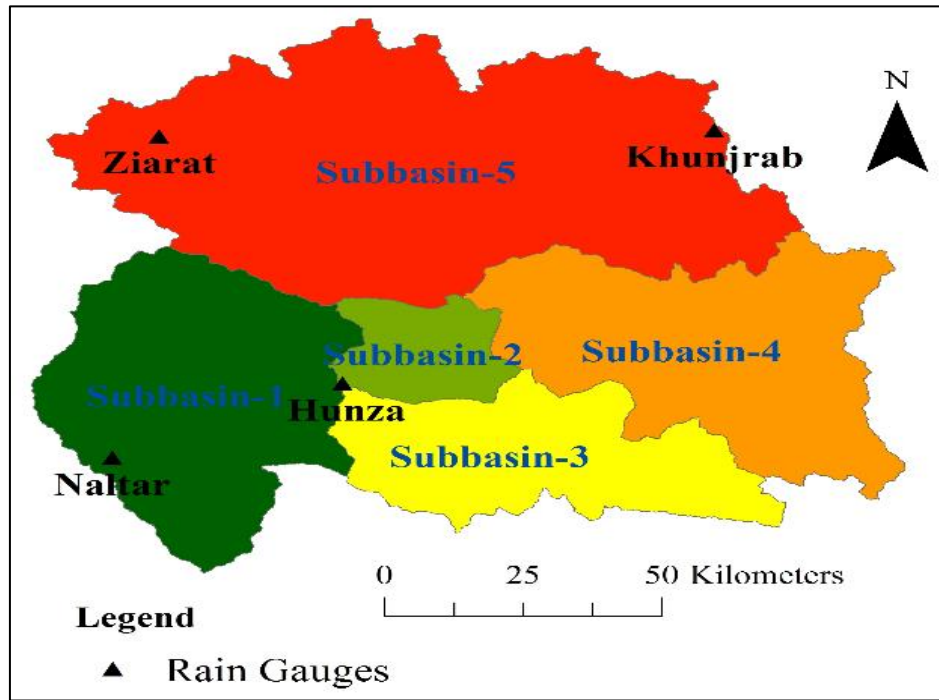 N
Ziarat
Khunjrab
Subbasin-5
Subbasin-2
Subbasin-4
Subbasin-1
Hunza
Subbasin-3
Naltar
0 25 50 Kilometers
Legend
Rain Gauges